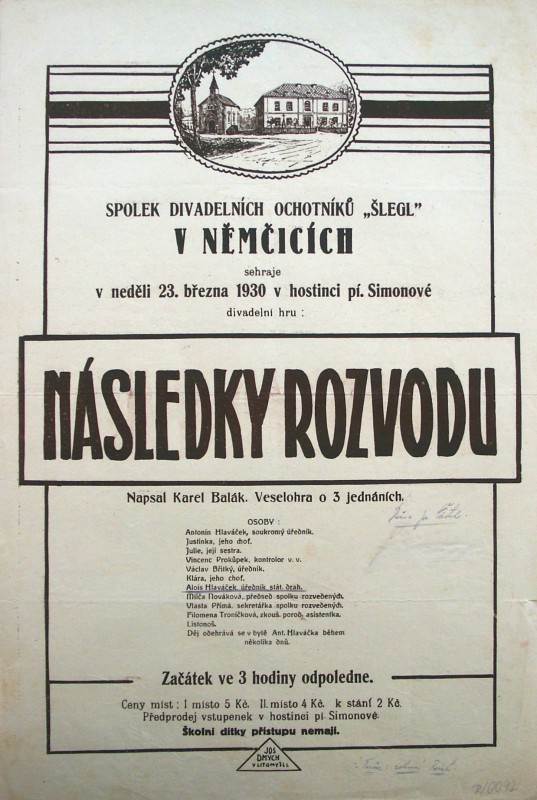 SPOLEK DIVADELNÍCH OCHOTNÍKŮ „ŠLEGL"
V NĚMČICÍCH
sehraje
v neděli 23. března 1930 v hostinci pí. Simonové
divadelní hru :
NÁSLEDKY ROZVODU
Napsal Karel Balák. Veselohra o 3 jednáních.
OSOBY :
Antonín Hlaváček, soukromý úředník.
Justinka, jeho choť.
Julie, její sestra.
Vincenc Prokůpek, kontrolor v. v.
Václav Břitký, úředník.
Klára, jeho choť.
Alois Hlaváček, úředník stát. drah.
Milča Nováková, předsed spolku rozvedených.
Vlasta Přímá, sekretářka spolku rozvedených.
Filomena Troníčková, zkouš. porod. asistentka.
Listonoš.
Děj odehrává se v bytě Ant. Hlaváčka během
několika dnů.
Začátek ve 3 hodiny odpoledne.
Ceny míst : I místo 5 Kč. II. místo 4 Kč. k stání 2 Kč.
Předprodej vstupenek v hostinci pí Simonové.
Školní dítky přístupu nemají.
JOS
DMYCH
V LITOMYŠLI